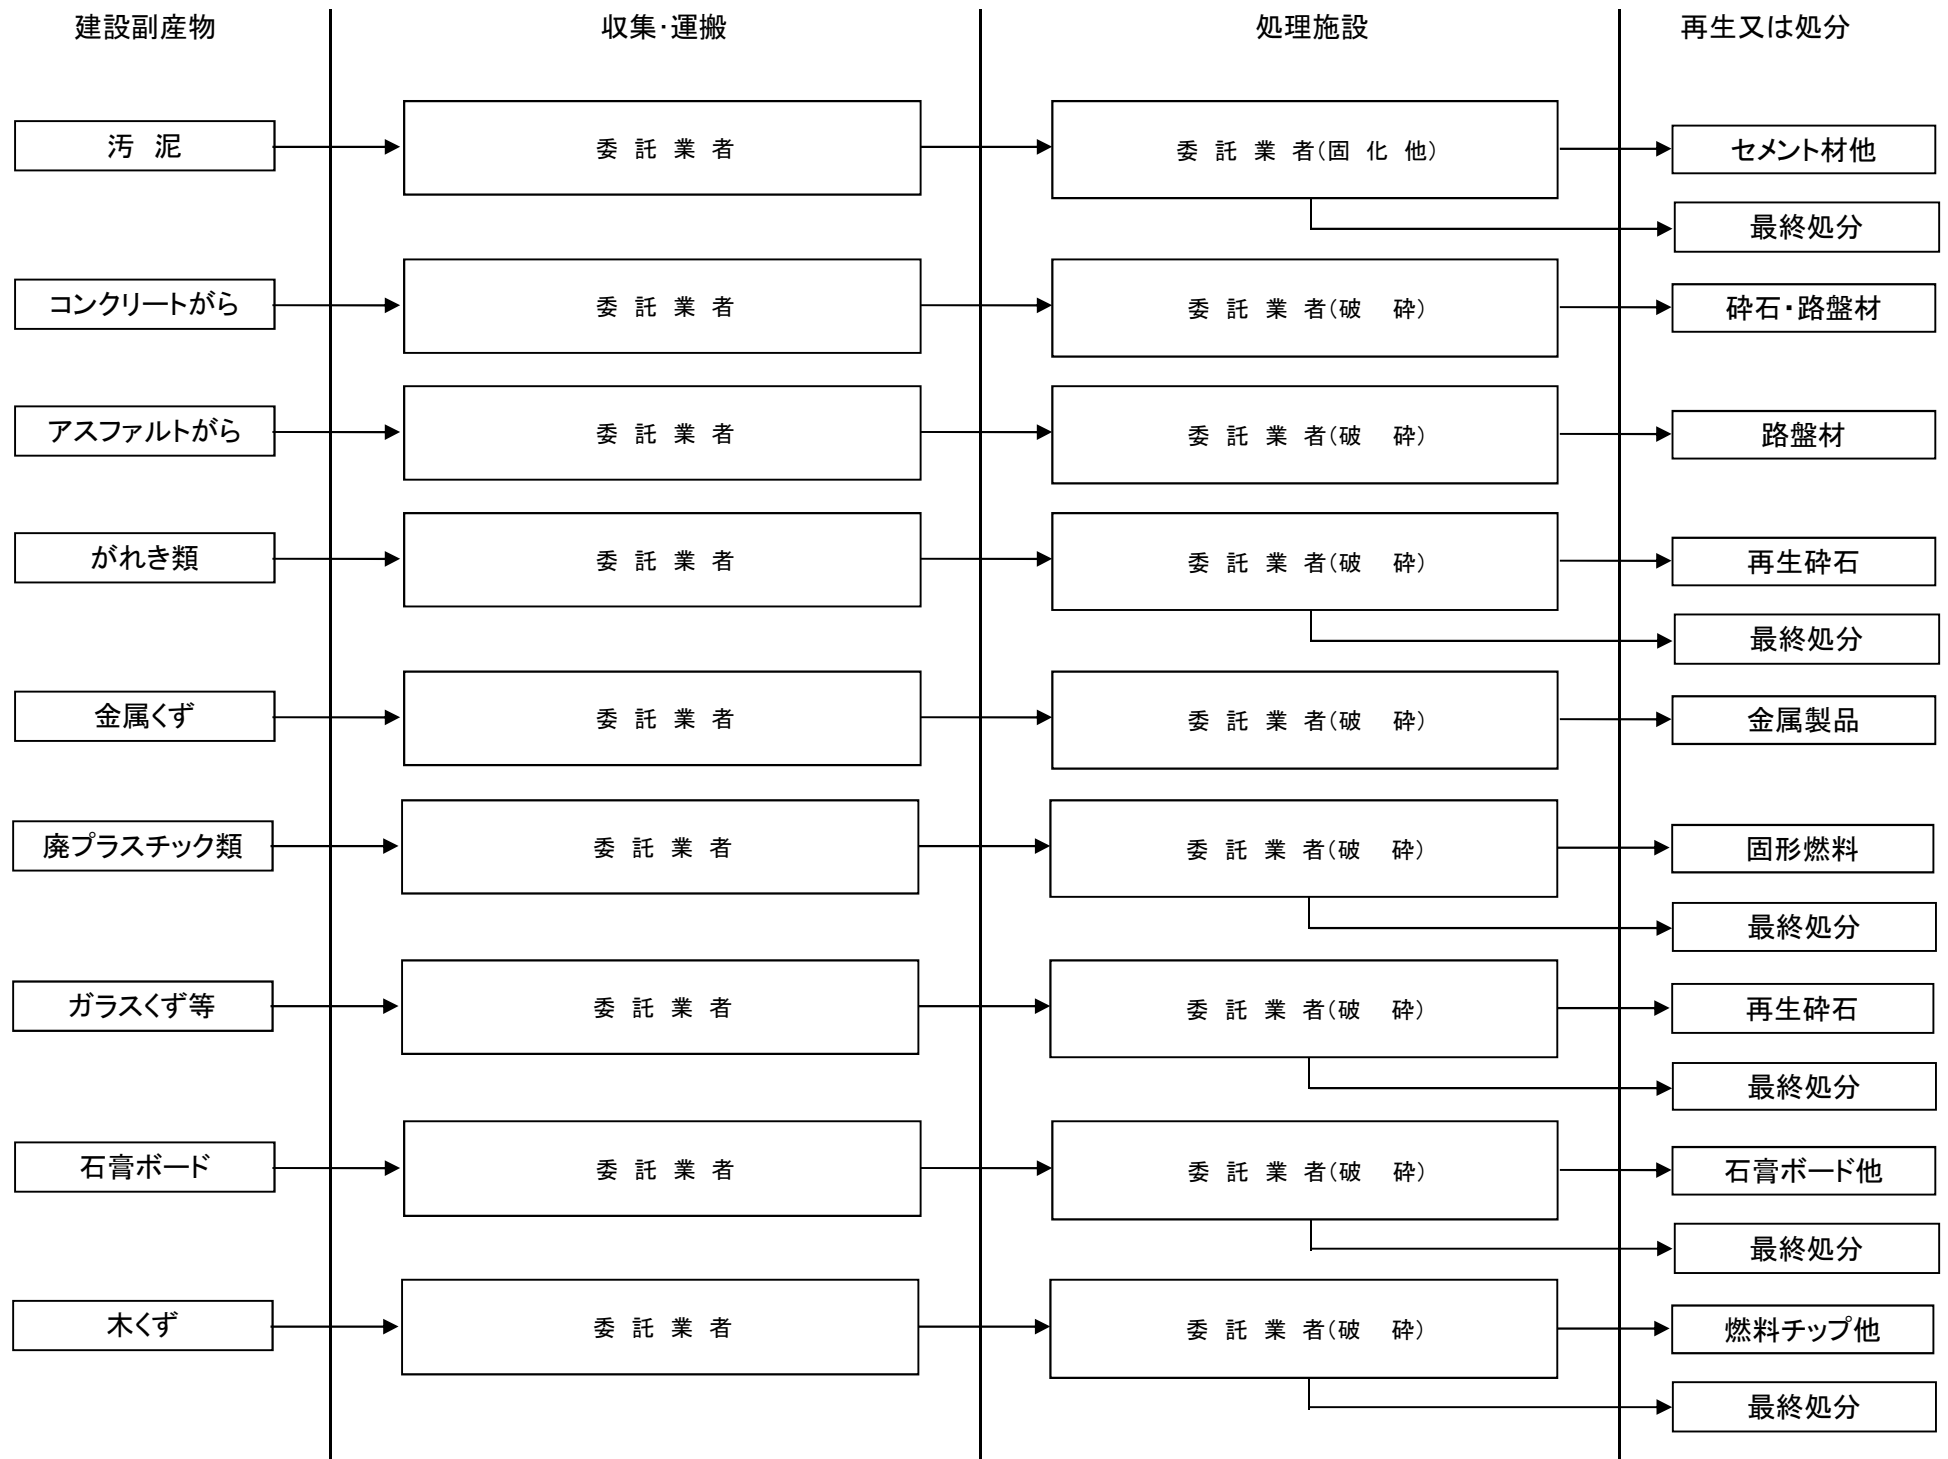 建設副産物 収集・運搬 処理施設 再生又は処分
汚 泥 委 託 業 者 委 託 業 者(固 化 他) セメント材他
最終処分
コンクリートがら 委 託 業 者 委 託 業 者(破 砕) 砕石・路盤材
アスファルトがら 委 託 業 者 委 託 業 者(破 砕) 路盤材
がれき類 委 託 業 者 委 託 業 者(破 砕) 再生砕石
最終処分
金属くず 委 託 業 者 委 託 業 者(破 砕) 金属製品
廃プラスチック類 委 託 業 者 委 託 業 者(破 砕) 固形燃料
最終処分
ガラスくず等 委 託 業 者 委 託 業 者(破 砕) 再生砕石
最終処分
石膏ボード 委 託 業 者 委 託 業 者(破 砕) 石膏ボード他
最終処分
木くず 委 託 業 者 委 託 業 者(破 砕) 燃料チップ他
最終処分